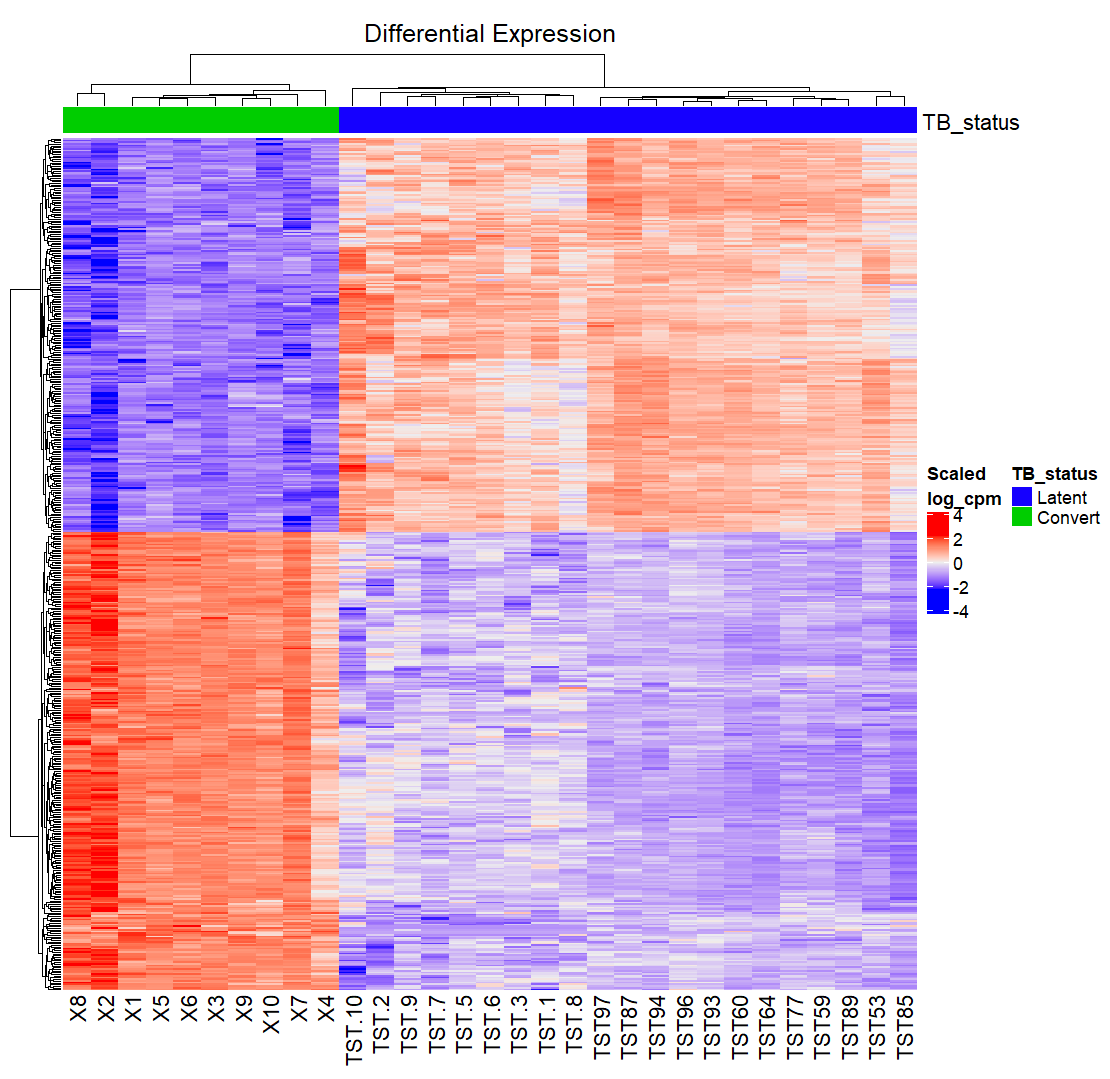 Differential Expression
TB_status
Scaled
log_cpm
4
2
0
-2
-4
TB_status
Latent
Convert
X8
X2
X1
X5
X6
X3
X9
X10
X7
X4
TST.10
TST.2
TST.9
TST.7
TST.5
TST.6
TST.3
TST.1
TST.8
TST97
TST87
TST94
TST96
TST93
TST60
TST64
TST77
TST59
TST89
TST53
TST85